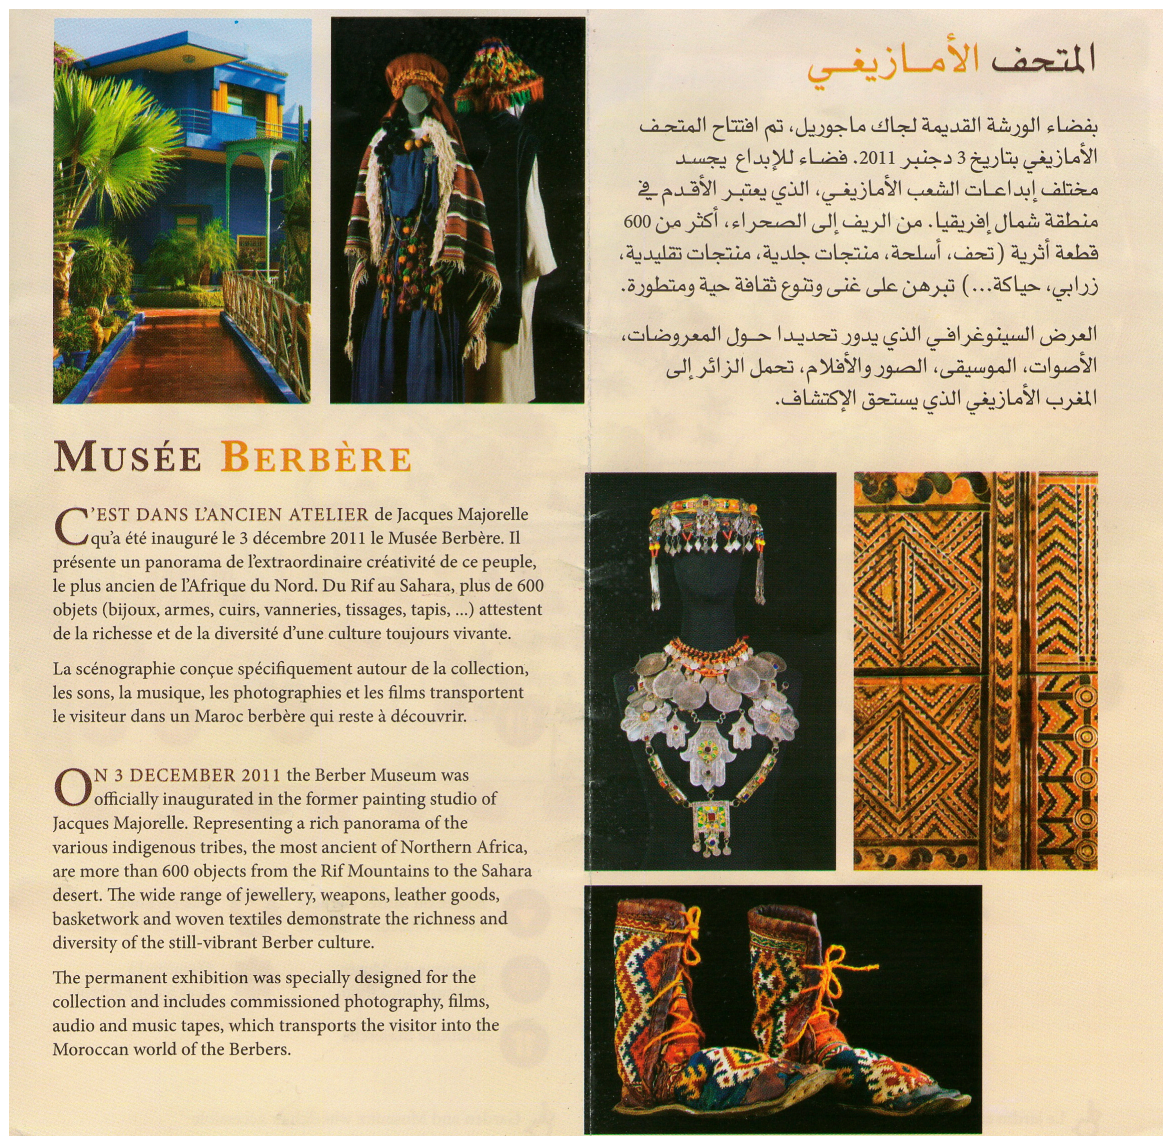 المتحف الأمازيغي
بفضاء الورشة القديمة لجاك ماجوريل، تم افتتاح المتحف
الأمازيغي بتاريخ 3 دجنبر 2011. فضاء للإبداع يجسد
مختلف إبداعات الشعب الأمازيغي، الذي يعتبر الأقدم في
منطقة شمال إفريقيا. من الريف إلى الصحراء، أكثر من 600
قطعة أثرية (تحف، أسلحة، منتجات جلدية، منتجات تقليدية،
زرابي، حياكة...) تبرهن على غنى وتنوع ثقافة حية ومتطورة.
العرض السينوغرافي الذي يدور تحديدا حول المعروضات،
الأصوات، الموسيقى، الصور والأفلام، تحمل الزائر إلى
المغرب الأمازيغي الذي يستحق الإكتشاف.
MUSÉE BERBÈRE
C'EST DANS L'ANCIEN ATELIER de Jacques Majorelle
qu'a été inauguré le 3 décembre 2011 le Musée Berbère. Il
présente un panorama de l'extraordinaire créativité de ce peuple,
le plus ancien de l'Afrique du Nord. Du Rif au Sahara, plus de 600
objets (bijoux, armes, cuirs, vanneries, tissages, tapis, ...) attestent
de la richesse et de la diversité d'une culture toujours vivante.
La scénographie conçue spécifiquement autour de la collection,
les sons, la musique, les photographies et les films transportent
le visiteur dans un Maroc berbère qui reste à découvrir.
ON 3 DECEMBER 2011 the Berber Museum was
officially inaugurated in the former painting studio of
Jacques Majorelle. Representing a rich panorama of the
various indigenous tribes, the most ancient of Northern Africa,
are more than 600 objects from the Rif Mountains to the Sahara
desert. The wide range of jewellery, weapons, leather goods,
basketwork and woven textiles demonstrate the richness and
diversity of the still-vibrant Berber culture.
The permanent exhibition was specially designed for the
collection and includes commissioned photography, films,
audio and music tapes, which transports the visitor into the
Moroccan world of the Berbers.